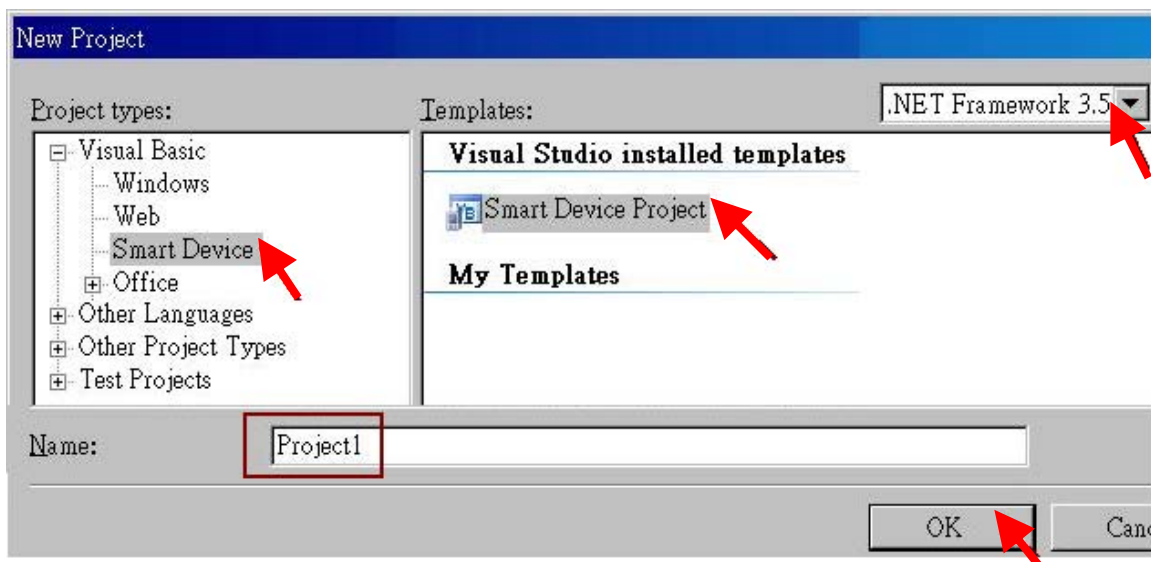 New Project
Project types:
Templates:
.NET Framework 3.5
Visual Basic
Windows
Web
Smart Device
Office
Other Languages
Other Project Types
Test Projects
Visual Studio installed templates
Smart Device Project
My Templates
Name:
Project1
OK